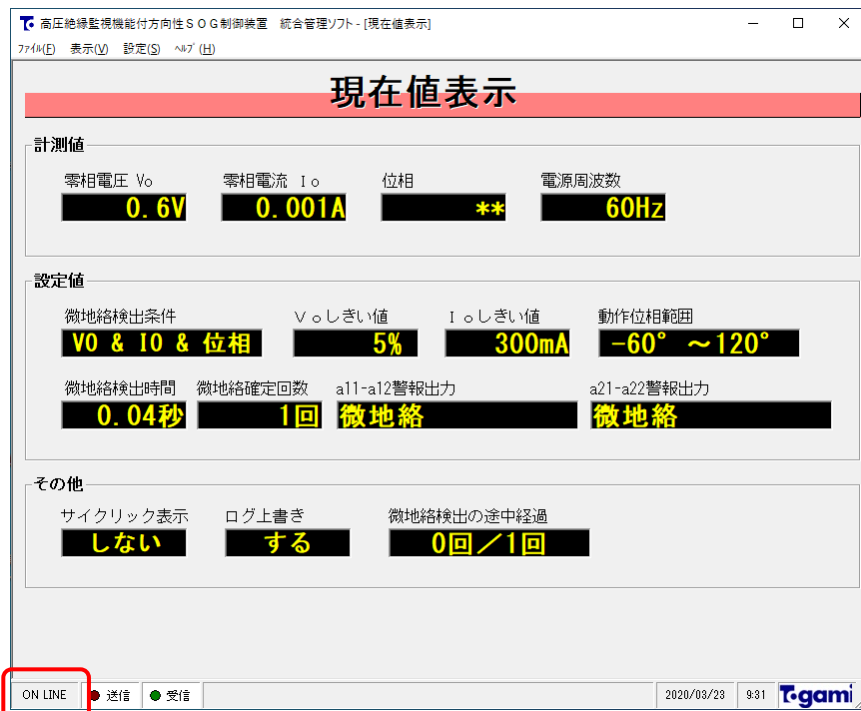 高圧絶縁監視機能付方向性ＳＯＧ制御装置　統合管理ソフト - [現在値表示]
ﾌｧｲﾙ(F) 表示(V) 設定(S) ﾍﾙﾌﾟ(H)
現在値表示
計測値
零相電圧 Vo 零相電流 Ｉｏ 位相 電源周波数
0.6V 0.001A ** 60Hz
設定値
微地絡検出条件 Ｖｏしきい値 Ｉｏしきい値 動作位相範囲
V0 & I0 & 位相 5% 300mA -60° ～120°
微地絡検出時間 微地絡確定回数 a11-a12警報出力 a21-a22警報出力
0.04秒 1回 微地絡 微地絡
その他
サイクリック表示 ログ上書き 微地絡検出の途中経過
しない する 0回／1回
ON LINE 送信 受信 2020/03/23 9:31 Togami